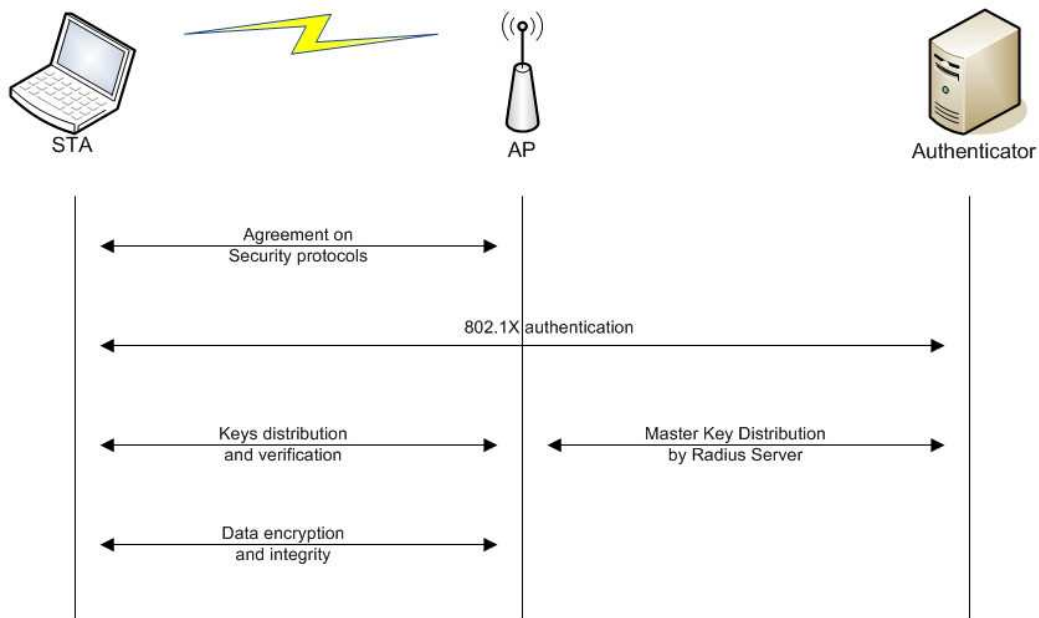 STA
AP
Authenticator
Agreement on
Security protocols
802.1X authentication
Keys distribution
and verification
Master Key Distribution
by Radius Server
Data encryption
and integrity